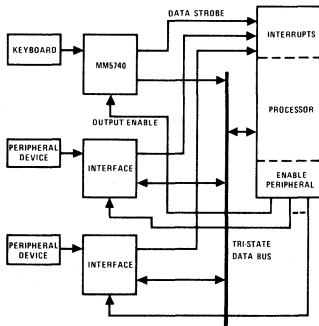 DATA STROBE
INTERRUPTS
KEYBOARD
MM5740
PROCESSOR
OUTPUT ENABLE
PERIPHERAL
DEVICE
INTERFACE
ENABLE
PERIPHERAL
TRI-STATE
DATA BUS
PERIPHERAL
DEVICE
INTERFACE